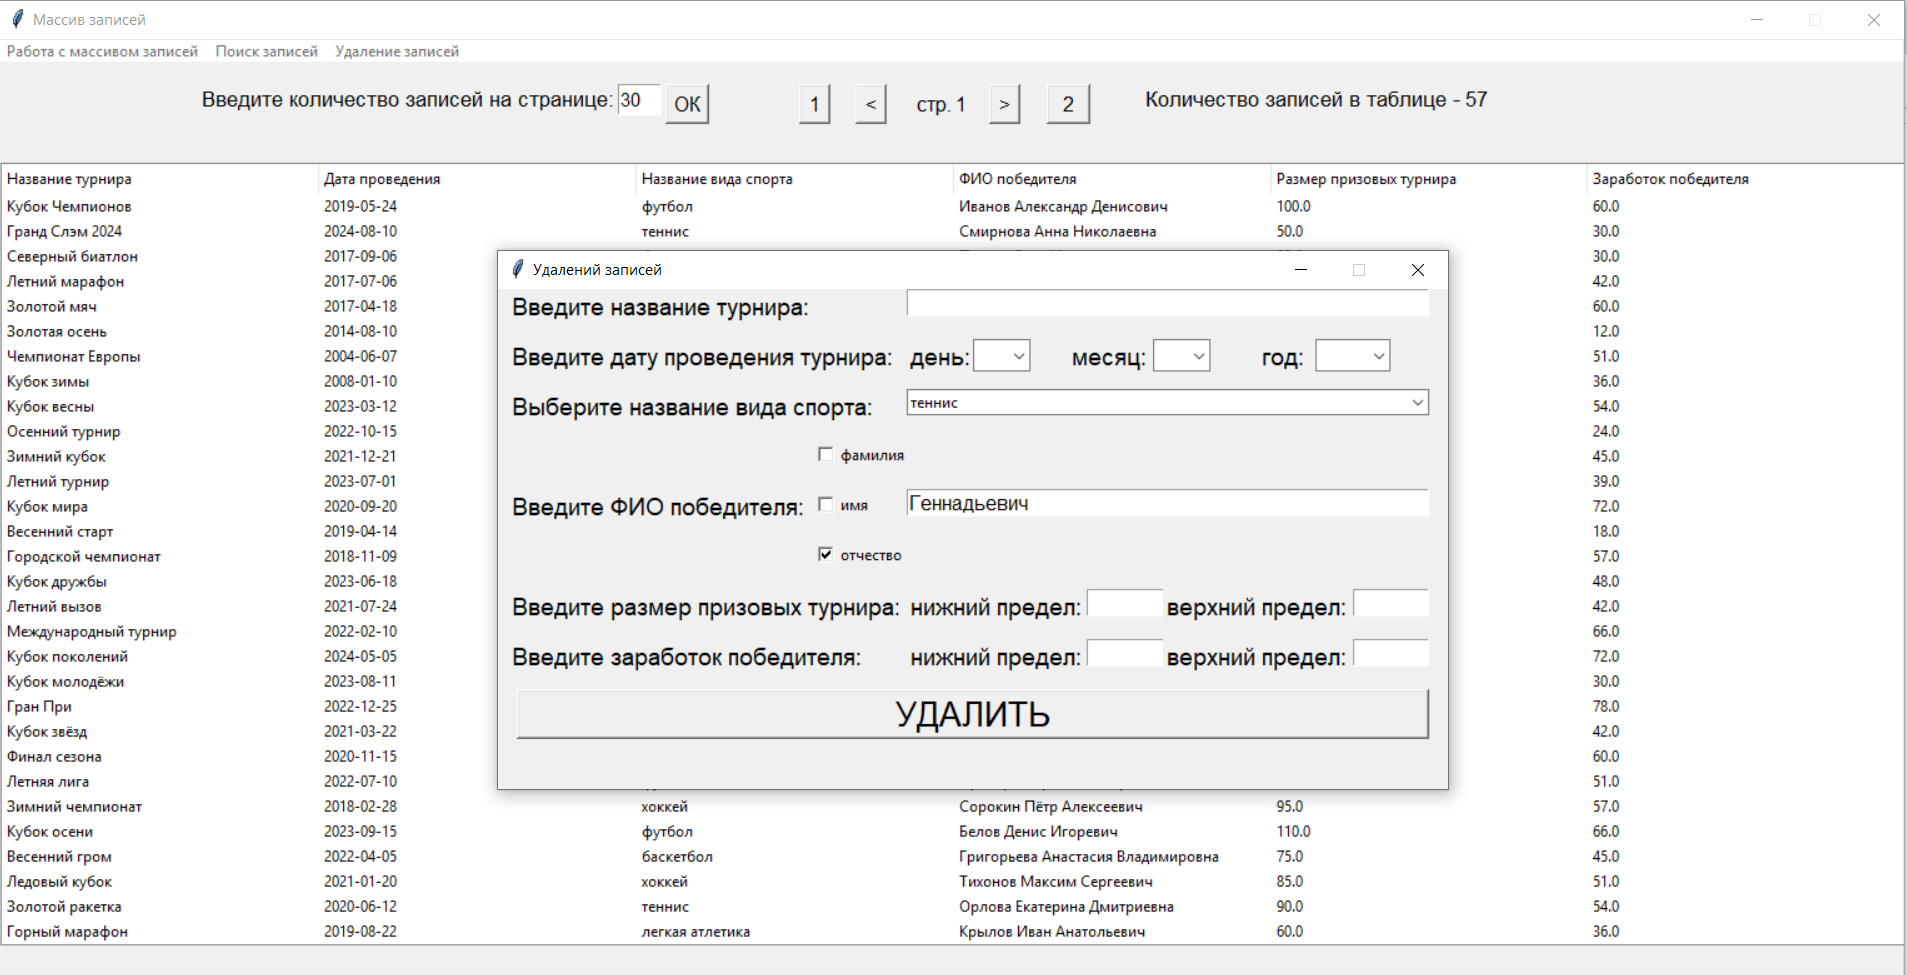 Массив записей
Работа с массивом записей Поиск записей Удаление записей
Введите количество записей на странице: 30 ОК 1 < стр. 1 > 2 Количество записей в таблице - 57
Название турнира Дата проведения Название вида спорта ФИО победителя Размер призовых турнира Заработок победителя
Кубок Чемпионов 2019-05-24 футбол Иванов Александр Денисович 100.0 60.0
Гранд Слэм 2024 2024-08-10 теннис Смирнова Анна Николаевна 50.0 30.0
Северный биатлон 2017-09-06 30.0
Летний марафон 2017-07-06 42.0
Золотой мяч 2017-04-18 60.0
Золотая осень 2014-08-10 12.0
Чемпионат Европы 2004-06-07 51.0
Кубок зимы 2008-01-10 36.0
Кубок весны 2023-03-12 54.0
Осенний турнир 2022-10-15 24.0
Зимний кубок 2021-12-21 45.0
Летний турнир 2023-07-01 39.0
Кубок мира 2020-09-20 72.0
Весенний старт 2019-04-14 18.0
Городской чемпионат 2018-11-09 57.0
Кубок дружбы 2023-06-18 48.0
Летний вызов 2021-07-24 42.0
Международный турнир 2022-02-10 66.0
Кубок поколений 2024-05-05 72.0
Кубок молодёжи 2023-08-11 30.0
Гран При 2022-12-25 78.0
Кубок звёзд 2021-03-22 42.0
Финал сезона 2020-11-15 60.0
Летняя лига 2022-07-10 51.0
Зимний чемпионат 2018-02-28 хоккей Сорокин Пётр Алексеевич 95.0 57.0
Кубок осени 2023-09-15 футбол Белов Денис Игоревич 110.0 66.0
Весенний гром 2022-04-05 баскетбол Григорьева Анастасия Владимировна 75.0 45.0
Ледовый кубок 2021-01-20 хоккей Тихонов Максим Сергеевич 85.0 51.0
Золотой ракетка 2020-06-12 теннис Орлова Екатерина Дмитриевна 90.0 54.0
Горный марафон 2019-08-22 легкая атлетика Крылов Иван Анатольевич 60.0 36.0
Удалений записей
Введите название турнира:
Введите дату проведения турнира: день: месяц: год:
Выберите название вида спорта: теннис
фамилия
Введите ФИО победителя: имя Геннадьевич
отчество
Введите размер призовых турнира: нижний предел: верхний предел:
Введите заработок победителя: нижний предел: верхний предел:
УДАЛИТЬ